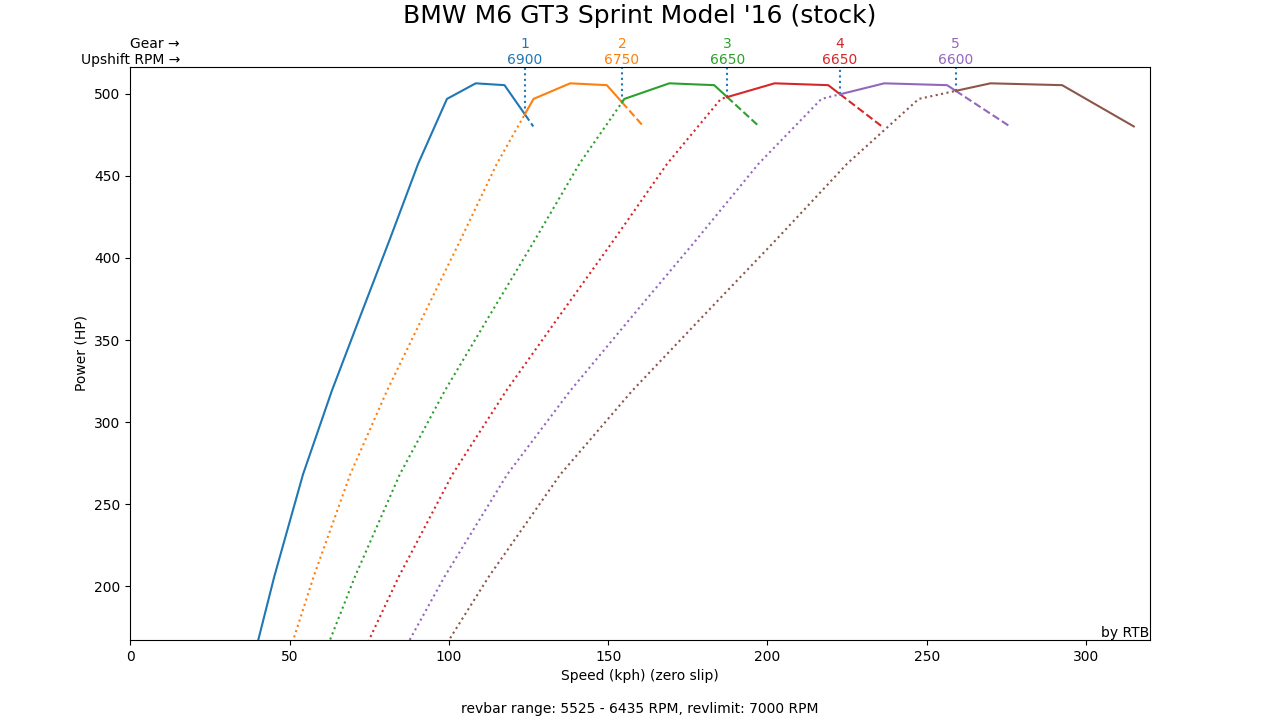 BMW M6 GT3 Sprint Model '16 (stock)
Gear → 1 2 3 4 5
Upshift RPM → 6900 6750 6650 6650 6600
500
450
400
350
300
250
200
Power (HP)
by RTB
0 50 100 150 200 250 300
Speed (kph) (zero slip)
revbar range: 5525 - 6435 RPM, revlimit: 7000 RPM